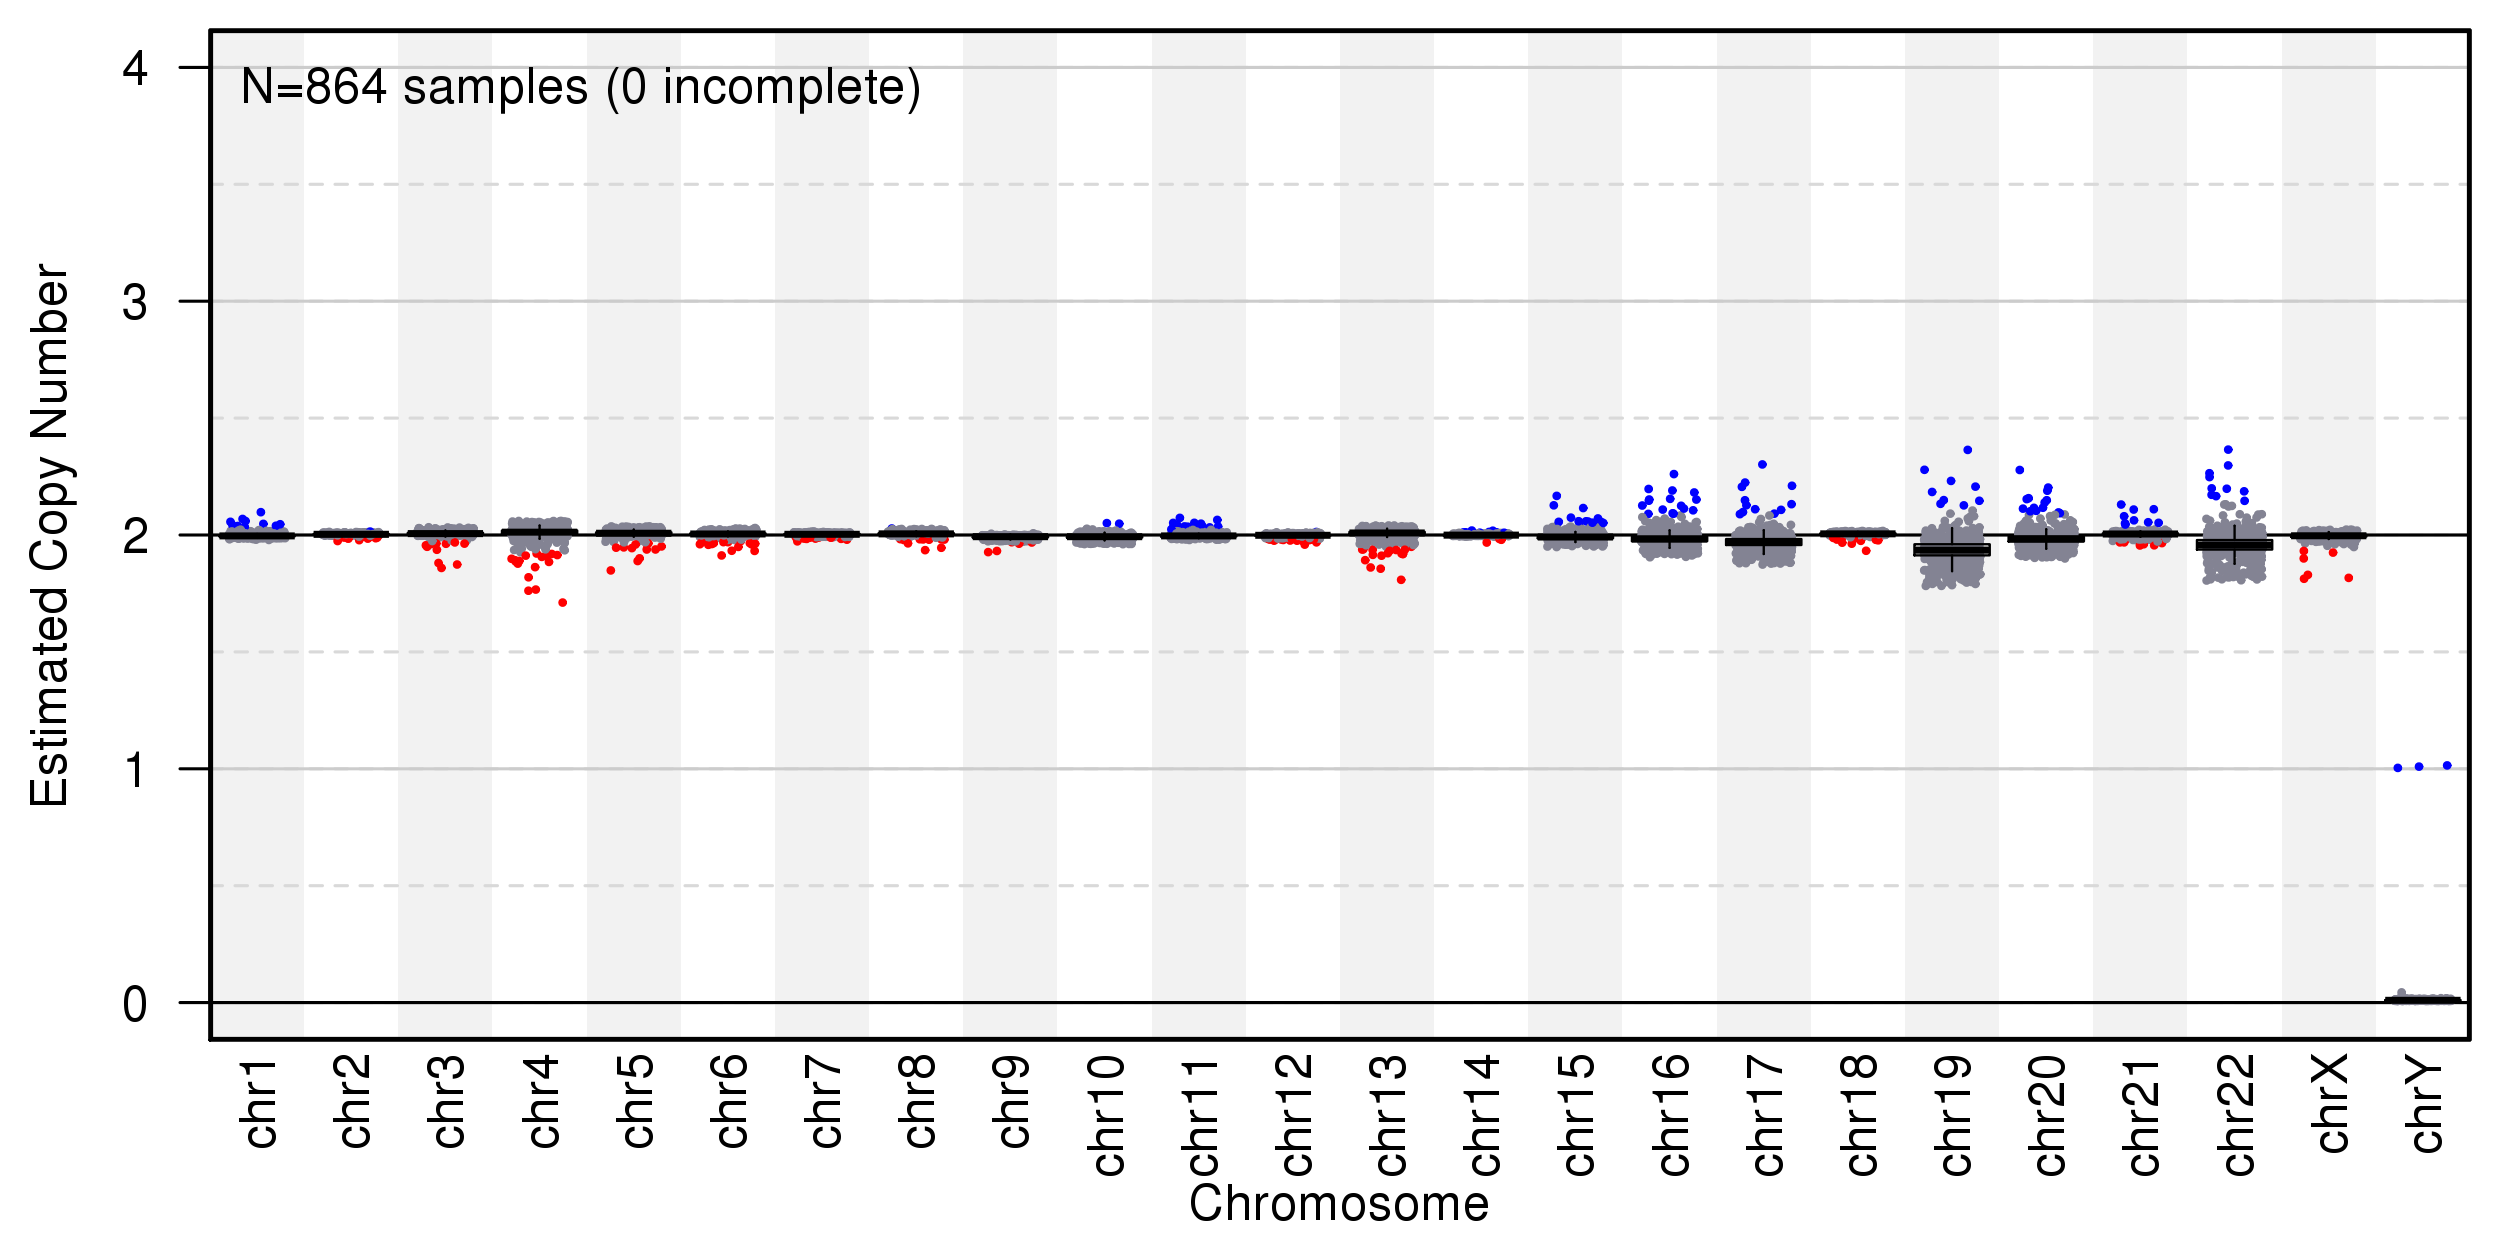 N=864 samples (0 incomplete)
4
3
2
1
0
Estimated Copy Number
chr1
chr2
chr3
chr4
chr5
chr6
chr7
chr8
chr9
chr10
chr11
chr12
chr13
chr14
chr15
chr16
chr17
chr18
chr19
chr20
chr21
chr22
chrX
chrY
Chromosome